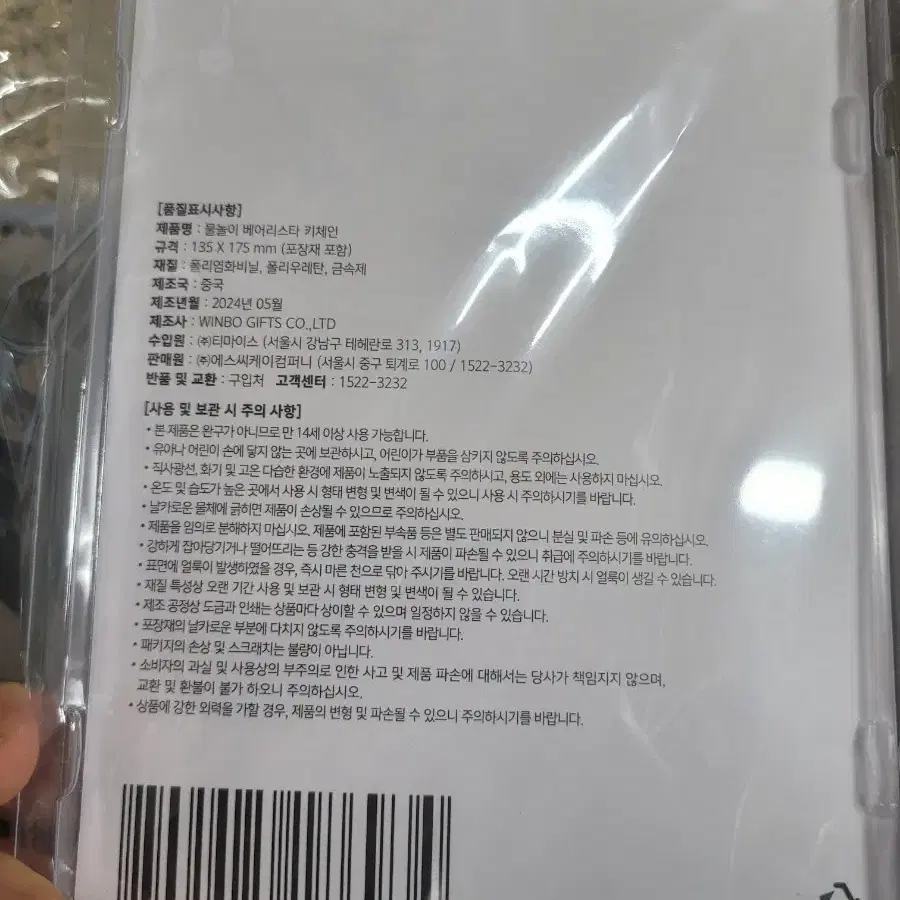 [품질표시사항]
제품명 : 물놀이 베어리스타 키체인
규격 : 135 X 175 mm (포장재 포함)
재질 : 폴리염화비닐, 폴리우레탄, 금속제
제조국 : 중국
제조년월 : 2024년 05월
제조사 : WINBO GIFTS CO.,LTD
수입원 : ㈜티마이스 (서울시 강남구 테헤란로 313, 1917)
판매원 : ㈜에스씨케이컴퍼니 (서울시 중구 퇴계로 100 / 1522-3232)
반품 및 교환 : 구입처 고객센터 : 1522-3232
[사용 및 보관 시 주의 사항]
• 본 제품은 완구가 아니므로 만 14세 이상 사용 가능합니다.
• 유아나 어린이 손에 닿지 않는 곳에 보관하시고, 어린이가 부품을 삼키지 않도록 주의하십시오.
• 직사광선, 화기 및 고온 다습한 환경에 제품이 노출되지 않도록 주의하시고, 용도 외에는 사용하지 마십시오.
• 온도 및 습도가 높은 곳에서 사용 시 형태 변형 및 변색이 될 수 있으니 사용 시 주의하시기를 바랍니다.
• 날카로운 물체에 긁히면 제품이 손상될 수 있으므로 주의하십시오.
• 제품을 임의로 분해하지 마십시오. 제품에 포함된 부속품 등은 별도 판매되지 않으니 분실 및 파손 등에 유의하십시오.
• 강하게 잡아당기거나 떨어뜨리는 등 강한 충격을 받을 시 제품이 파손될 수 있으니 취급에 주의하시기를 바랍니다.
• 표면에 얼룩이 발생하였을 경우, 즉시 마른 천으로 닦아 주시기를 바랍니다. 오랜 시간 방치 시 얼룩이 생길 수 있습니다.
• 재질 특성상 오랜 기간 사용 및 보관 시 형태 변형 및 변색이 될 수 있습니다.
• 제조 공정상 도금과 인쇄는 상품마다 상이할 수 있으며 일정하지 않을 수 있습니다.
• 포장재의 날카로운 부분에 다치지 않도록 주의하시기를 바랍니다.
• 패키지의 손상 및 스크래치는 불량이 아닙니다.
• 소비자의 과실 및 사용상의 부주의로 인한 사고 및 제품 파손에 대해서는 당사가 책임지지 않으며,
교환 및 환불이 불가 하오니 주의하십시오.
• 상품에 강한 외력을 가할 경우, 제품의 변형 및 파손될 수 있으니 주의하시기를 바랍니다.